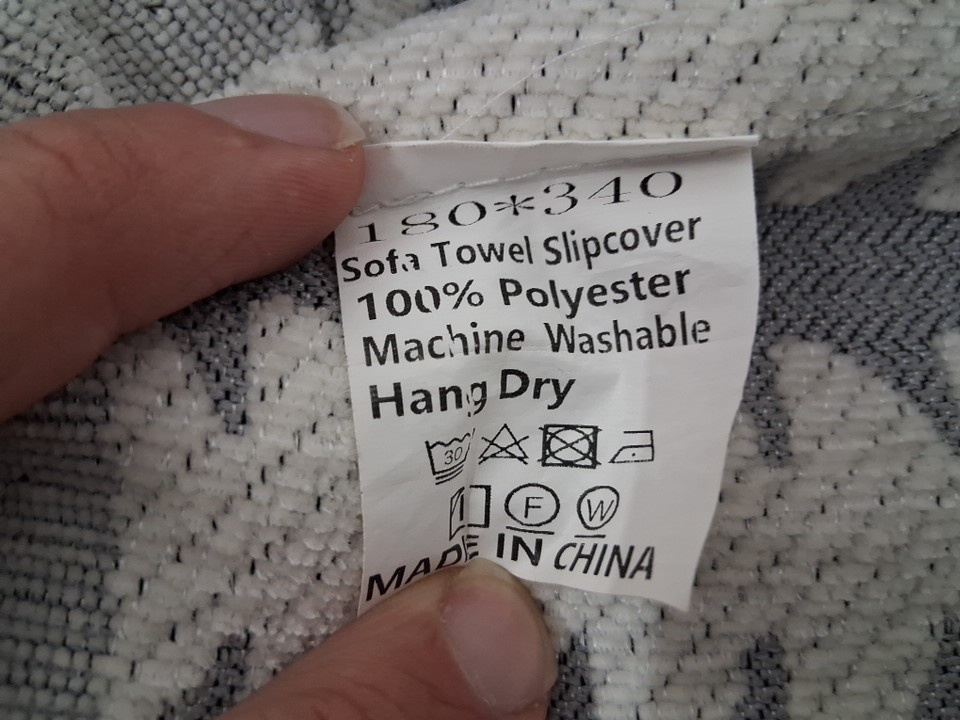 180*340
Sofa Towel Slipcover
100% Polyester
Machine Washable
Hang Dry
30
F W
MADE IN CHINA